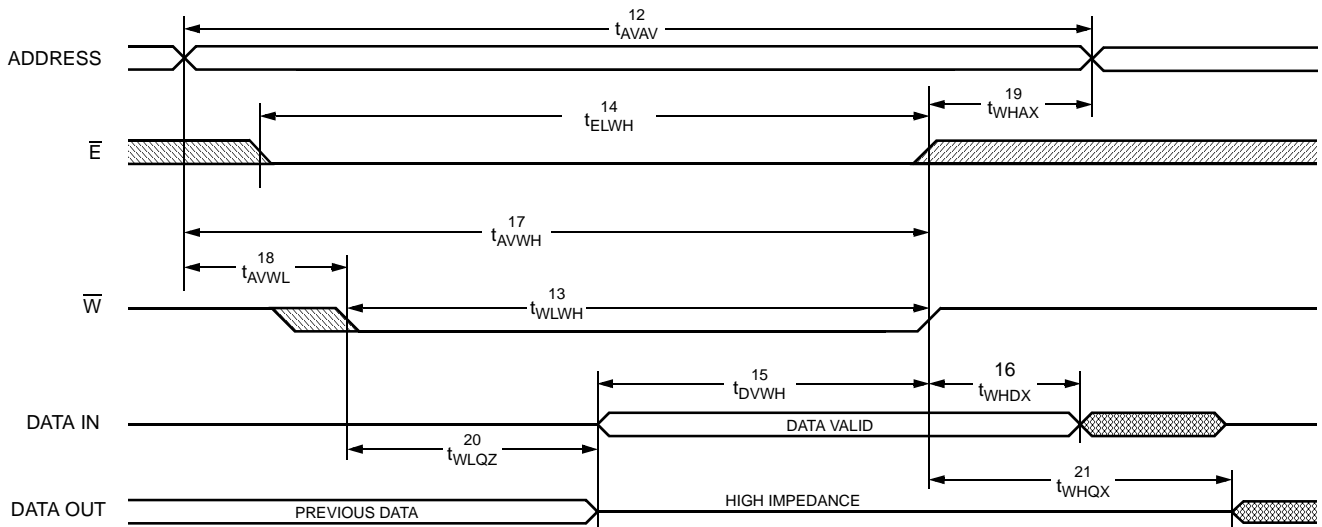 12
tAVAV
ADDRESS
14
tELWH
19
tWHAX
E
17
tAVWH
18
tAVWL
W
13
tWLWH
15
tDVWH
16
tWHDX
DATA IN
DATA VALID
20
tWLQZ
21
tWHQX
DATA OUT
PREVIOUS DATA
HIGH IMPEDANCE